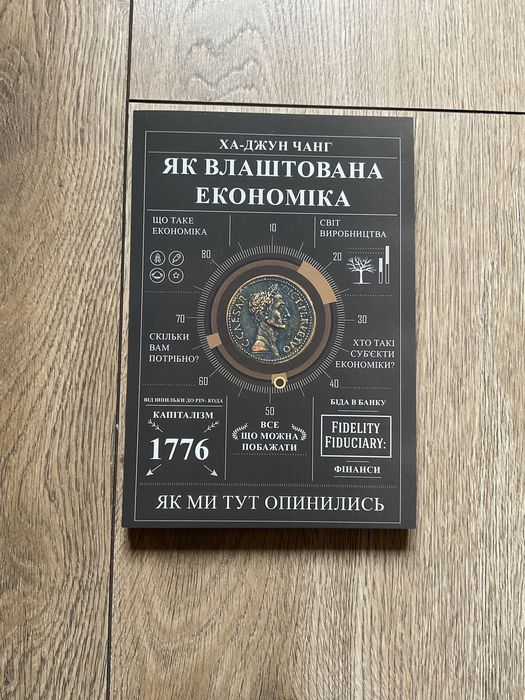 ХА-ДЖУН ЧАНГ
ЯК ВЛАШТОВАНА
ЕКОНОМІКА
ЩО ТАКЕ
ЕКОНОМІКА
СВІТ
ВИРОБНИЦТВА
10
80
20
70
30
СКІЛЬКИ
ВАМ
ПОТРІБНО?
ХТО ТАКІ
СУБ'ЄКТИ
ЕКОНОМІКИ?
60
40
50
ВІД ШПИЛЬКИ ДО PIN- КОДА
КАПІТАЛІЗМ
1776
ВСЕ
ЩО МОЖНА
ПОБАЖАТИ
БІДА В БАНКУ
FIDELITY
FIDUCIARY:
ФІНАНСИ
ЯК МИ ТУТ ОПИНИЛИСЬ